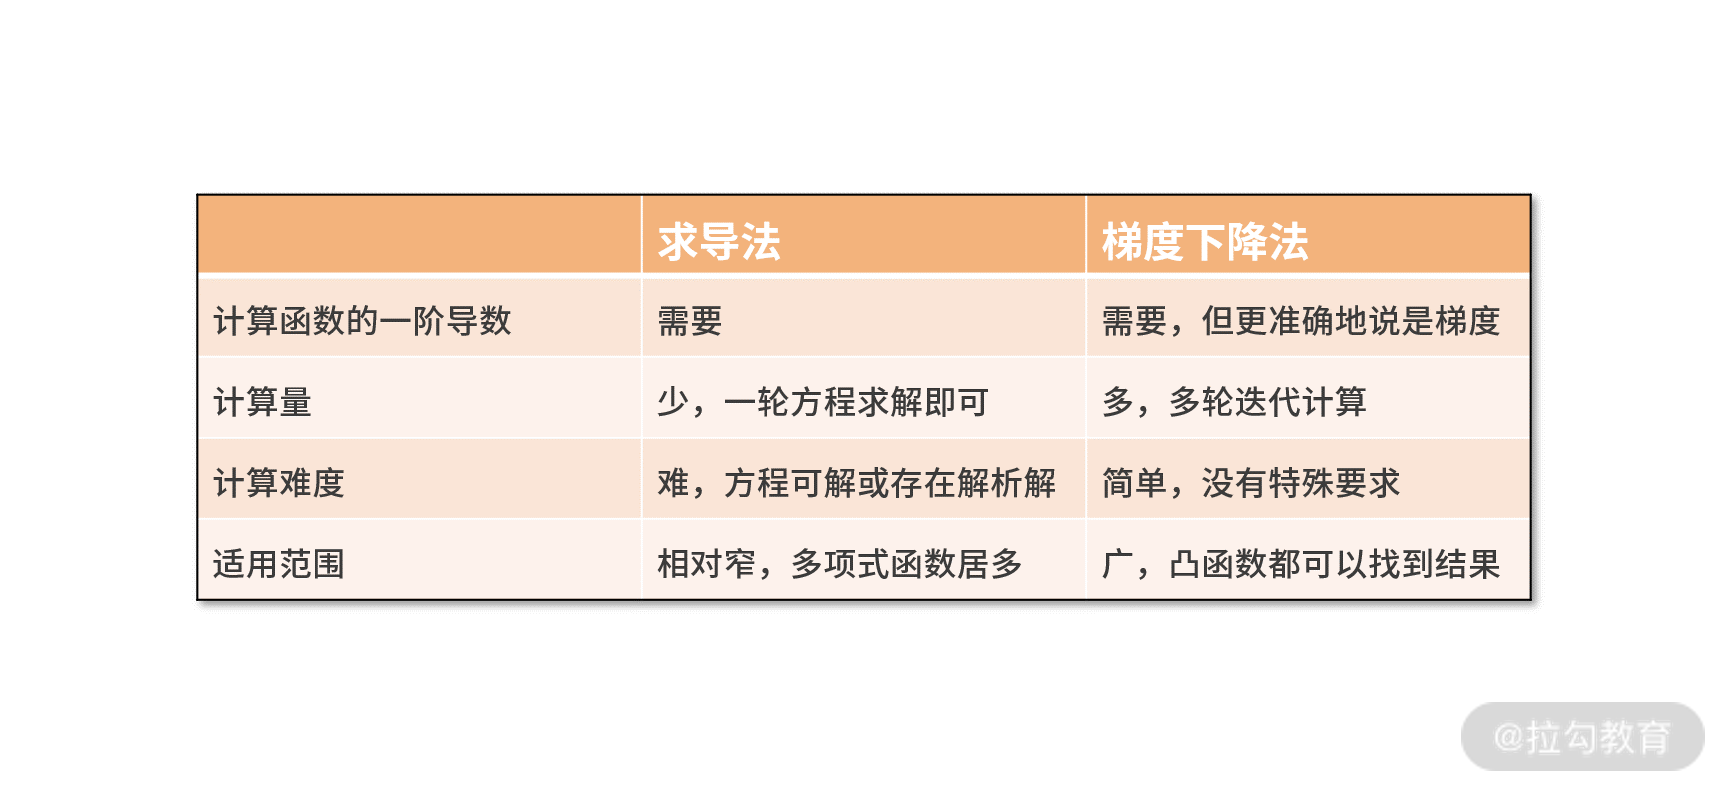 求导法 梯度下降法
计算函数的一阶导数 需要 需要，但更准确地说是梯度
计算量 少，一轮方程求解即可 多，多轮迭代计算
计算难度 难，方程可解或存在解析解 简单，没有特殊要求
适用范围 相对窄，多项式函数居多 广，凸函数都可以找到结果
@拉勾教育